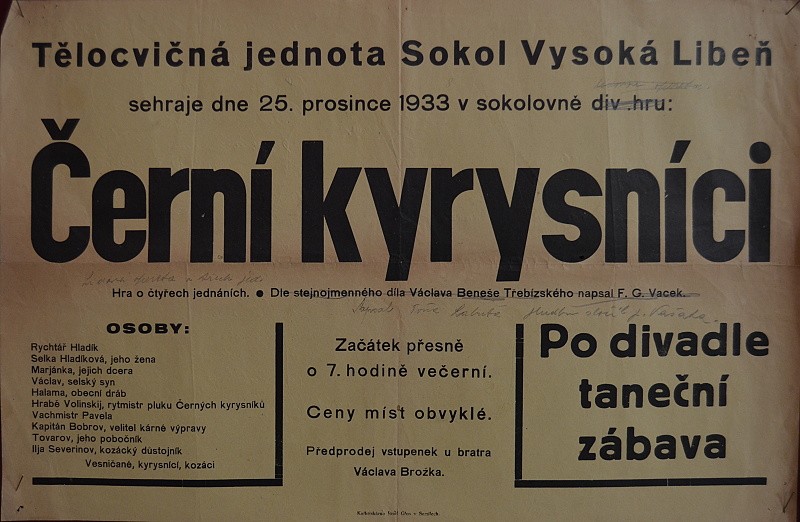 Tělocvičná jednota Sokol Vysoká Libeň
sehraje dne 25. prosince 1933 v sokolovně div .hru:
Černí kyrysníci
Hra o čtyřech jednáních. ● Dle stejnojmenného díla Václava Beneše Třebízského napsal F. G. Vacek.
OSOBY:
Rychtář Hladík
Selka Hladíková, jeho žena
Marjánka, jejich dcera
Václav, selský syn
Halama, obecní dráb
Hrabě Volinskij, rytmistr pluku Černých kyrysníků
Vachmistr Pavela
Kapitán Bobrov, velitel kárné výpravy
Tovarov, jeho pobočník
Ilja Severinov, kozácký důstojník
Vesničané, kyrysníci, kozáci
Začátek přesně
o 7. hodině večerní.
Ceny míst obvyklé.
Předprodej vstupenek u bratra
Václava Brožka.
Po divadle
taneční
zábava